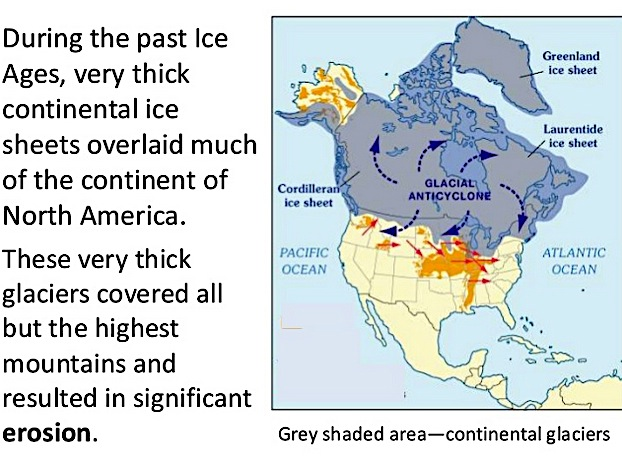 During the past Ice
Ages, very thick
continental ice
sheets overlaid much
of the continent of
North America.
These very thick
glaciers covered all
but the highest
mountains and
resulted in significant
erosion.
Greenland
ice sheet
Laurentide
ice sheet
Cordilleran
ice sheet
GLACIAL
ANTICYCLONE
PACIFIC
OCEAN
ATLANTIC
OCEAN
Grey shaded area—continental glaciers